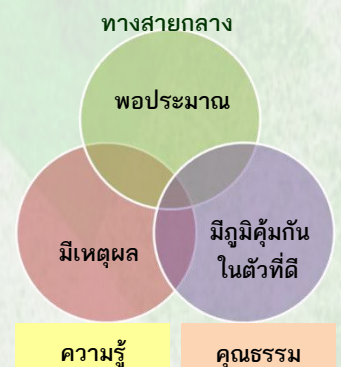 ทางสายกลาง
พอประมาณ
มีเหตุผล
มีภูมิคุ้มกัน
ในตัวที่ดี
ความรู้
คุณธรรม